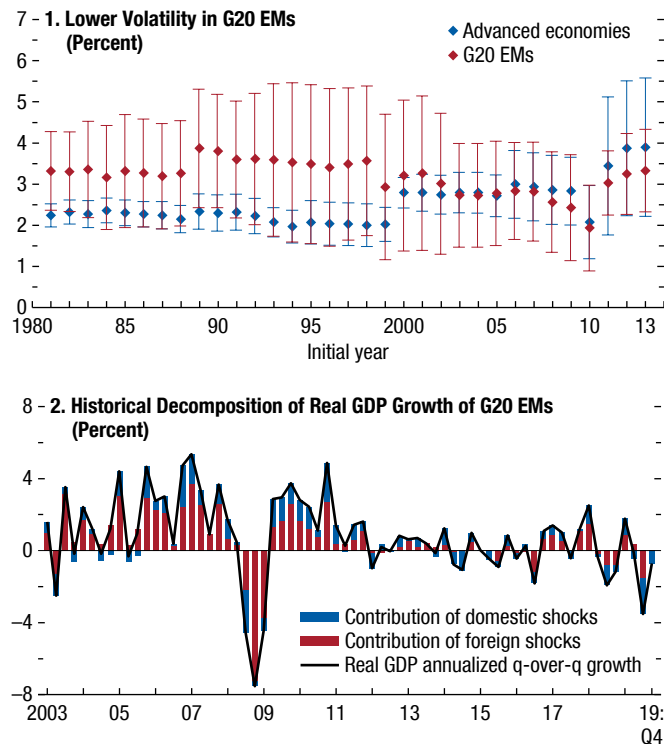 1. Lower Volatility in G20 EMs
(Percent)
Advanced economies
G20 EMs
7
6
5
4
3
2
1
0
1980 85 90 95 2000 05 10 13
Initial year
2. Historical Decomposition of Real GDP Growth of G20 EMs
(Percent)
8
4
0
–4
–8
Contribution of domestic shocks
Contribution of foreign shocks
Real GDP annualized q-over-q growth
2003 05 07 09 11 13 15 17 19:
Q4